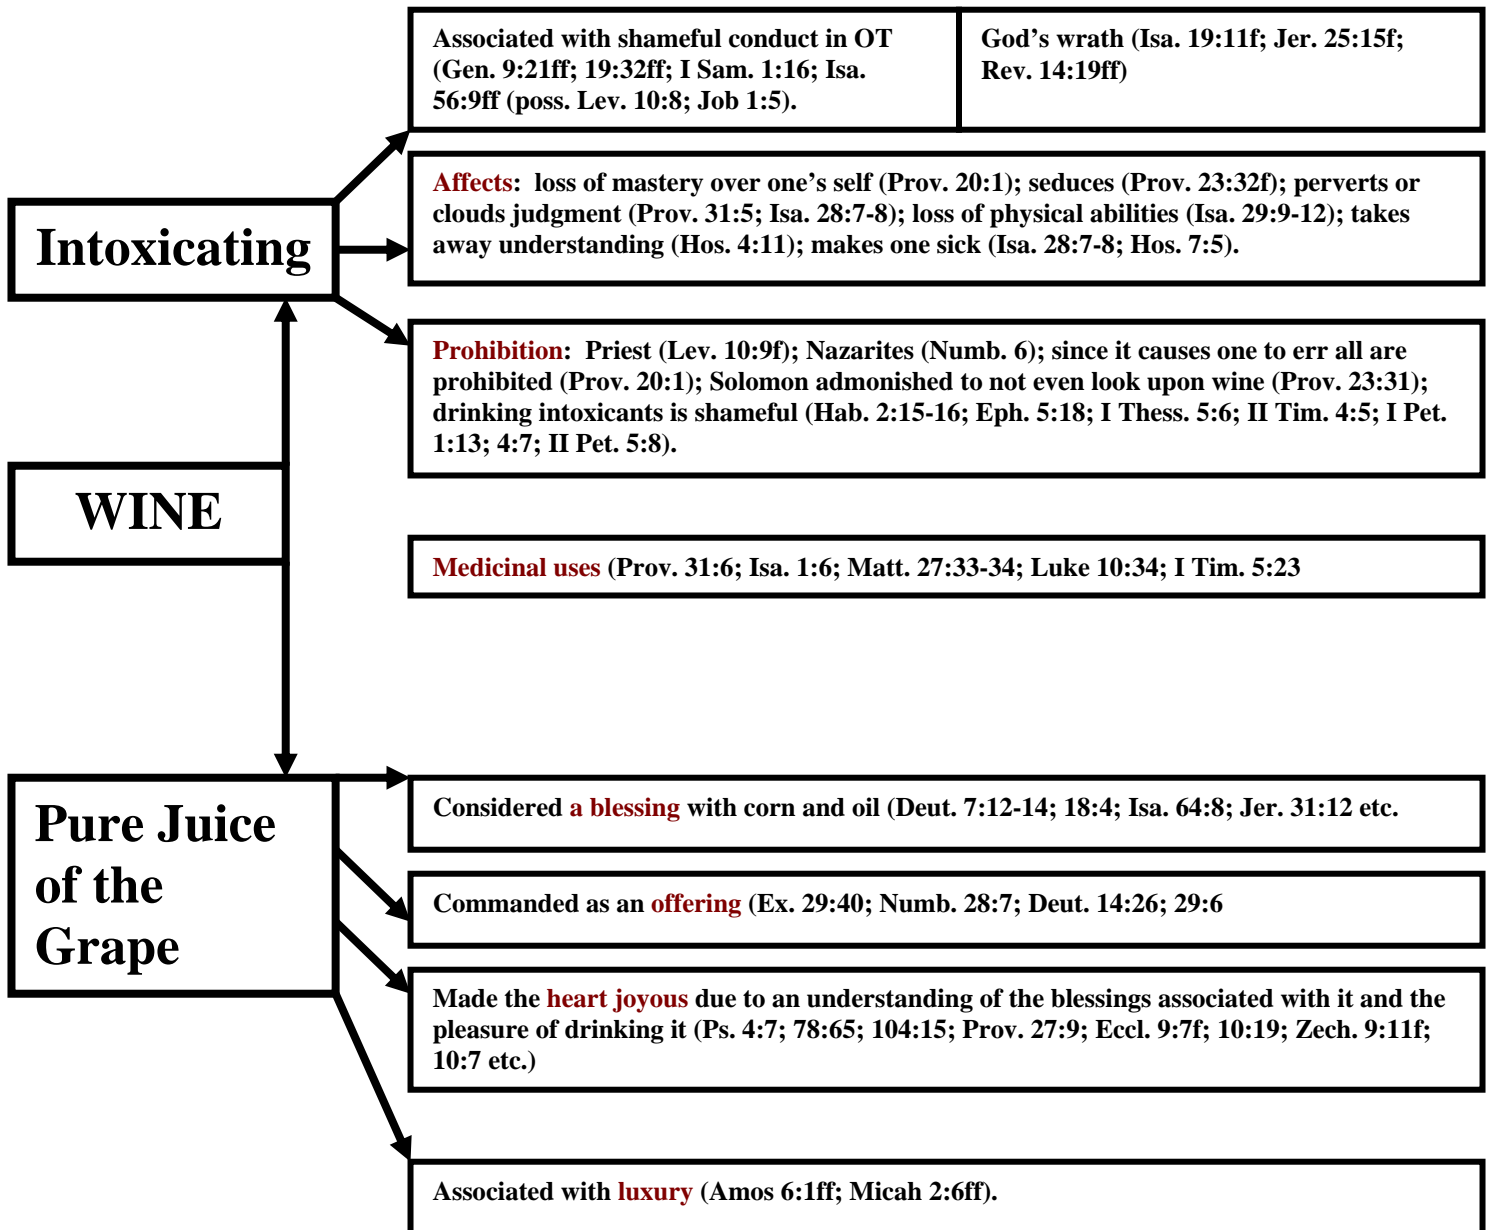 Associated with shameful conduct in OT
(Gen. 9:21ff; 19:32ff; I Sam. 1:16; Isa.
56:9ff (poss. Lev. 10:8; Job 1:5).
God’s wrath (Isa. 19:11f; Jer. 25:15f;
Rev. 14:19ff)
Intoxicating
Affects:  loss of mastery over one’s self (Prov. 20:1); seduces (Prov. 23:32f); perverts or
clouds judgment (Prov. 31:5; Isa. 28:7-8); loss of physical abilities (Isa. 29:9-12); takes
away understanding (Hos. 4:11); makes one sick (Isa. 28:7-8; Hos. 7:5).
Prohibition:  Priest (Lev. 10:9f); Nazarites (Numb. 6); since it causes one to err all are
prohibited (Prov. 20:1); Solomon admonished to not even look upon wine (Prov. 23:31);
drinking intoxicants is shameful (Hab. 2:15-16; Eph. 5:18; I Thess. 5:6; II Tim. 4:5; I Pet.
1:13; 4:7; II Pet. 5:8).
WINE
Medicinal uses (Prov. 31:6; Isa. 1:6; Matt. 27:33-34; Luke 10:34; I Tim. 5:23
Pure Juice
of the
Grape
Considered a blessing with corn and oil (Deut. 7:12-14; 18:4; Isa. 64:8; Jer. 31:12 etc.
Commanded as an offering (Ex. 29:40; Numb. 28:7; Deut. 14:26; 29:6
Made the heart joyous due to an understanding of the blessings associated with it and the
pleasure of drinking it (Ps. 4:7; 78:65; 104:15; Prov. 27:9; Eccl. 9:7f; 10:19; Zech. 9:11f;
10:7 etc.)
Associated with luxury (Amos 6:1ff; Micah 2:6ff).